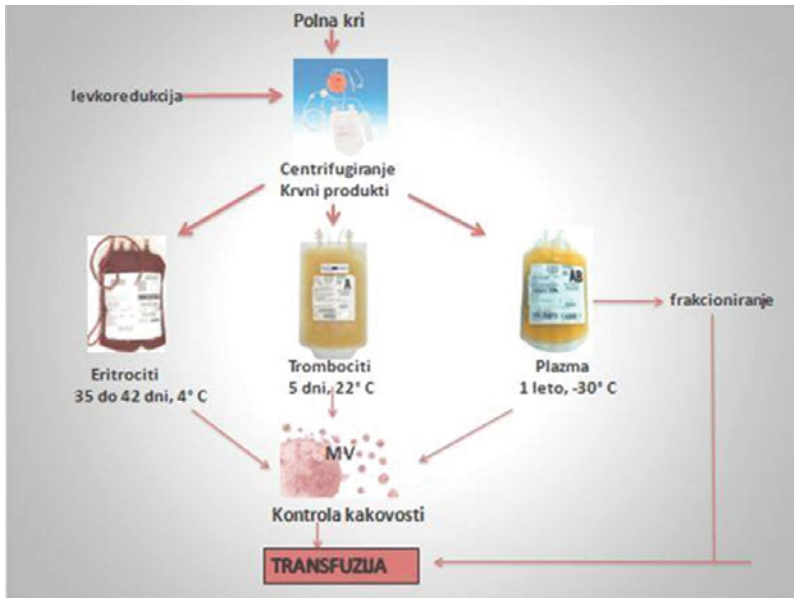 Polna kri
levkoredukcija
Centrifugiranje
Krvni produkti
A
AB
frakcioniranje
Eritrociti
35 do 42 dni, 4° C
Trombociti
5 dni, 22° C
Plazma
1 leto, -30° C
MV
Kontrola kakovosti
TRANSFUZIJA